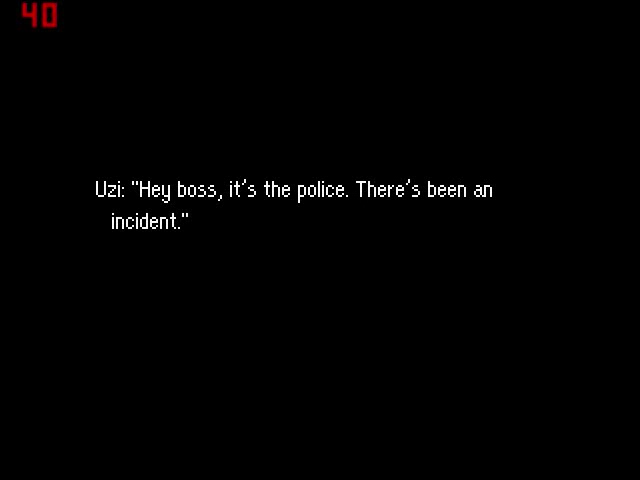 40
Uzi: "Hey boss, it's the police. There's been an
incident."